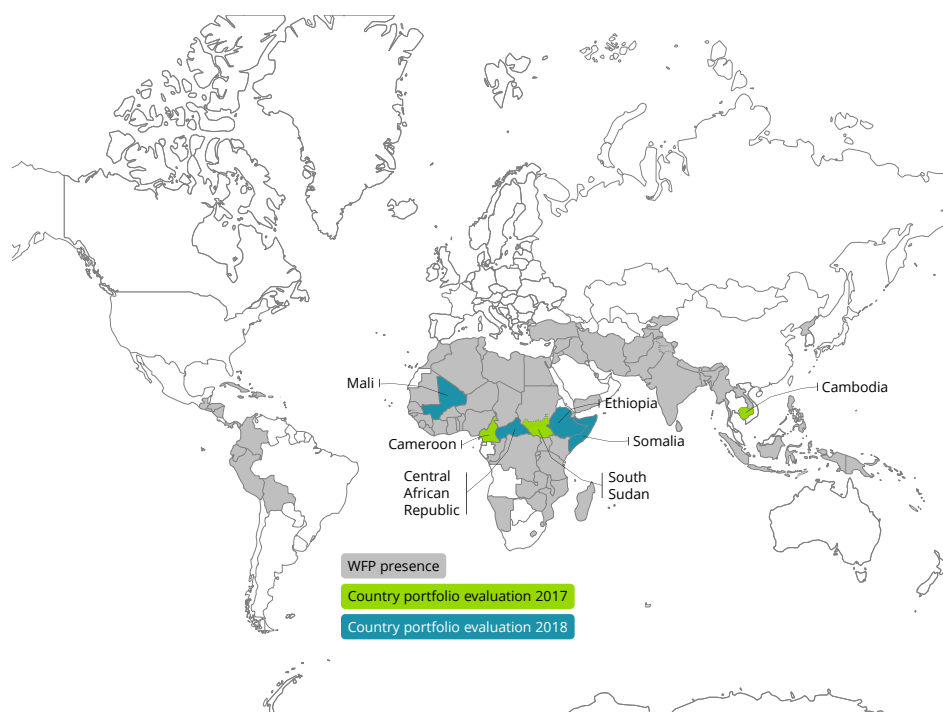 Mali
Cambodia
Ethiopia
Cameroon
Somalia
Central
African
Republic
South
Sudan
WFP presence
Country portfolio evaluation 2017
Country portfolio evaluation 2018